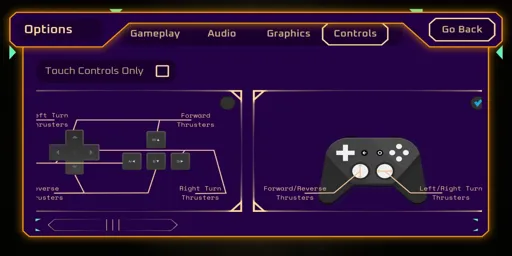 Options
Gameplay
Audio
Graphics
Controls
Go Back
Touch Controls Only
eft Turn
hrusters
Forward
Thrusters
everse
hrusters
Right Turn
Thrusters
Forward/Reverse
Thrusters
Left/Right Turn
Thrusters